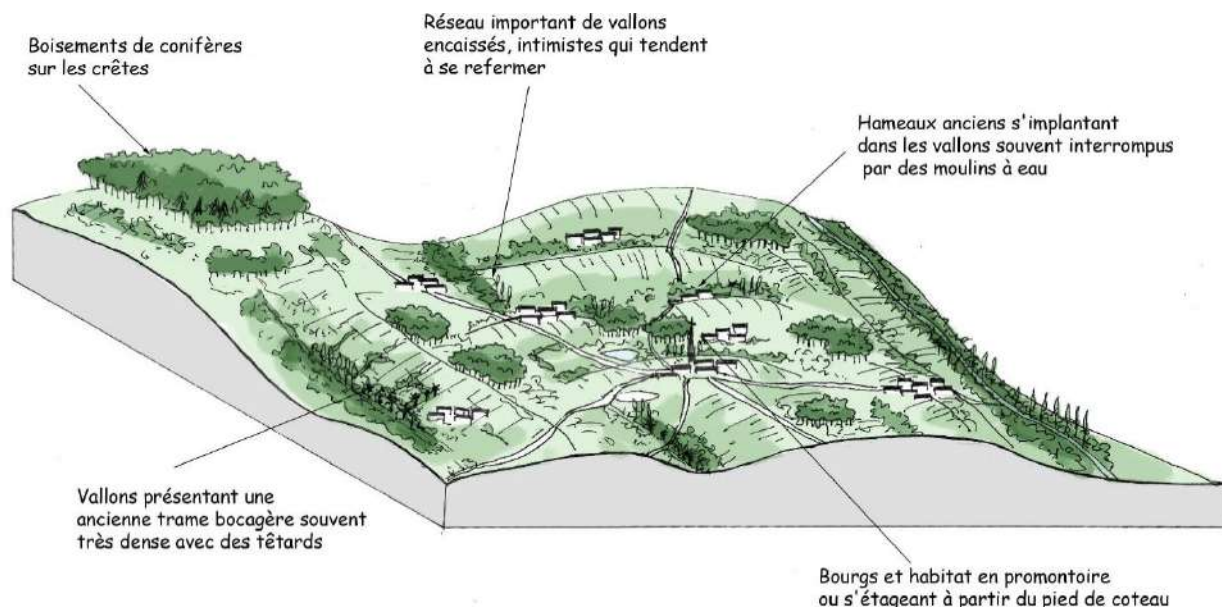 Boisements de conifères
sur les crêtes
Réseau important de vallons
encaissés, intimistes qui tendent
à se refermer
Hameaux anciens s'implantant
dans les vallons souvent interrompus
par des moulins à eau
Vallons présentant une
ancienne trame bocagère souvent
très dense avec des têtards
Bourgs et habitat en promontoire
ou s'étageant à partir du pied de coteau